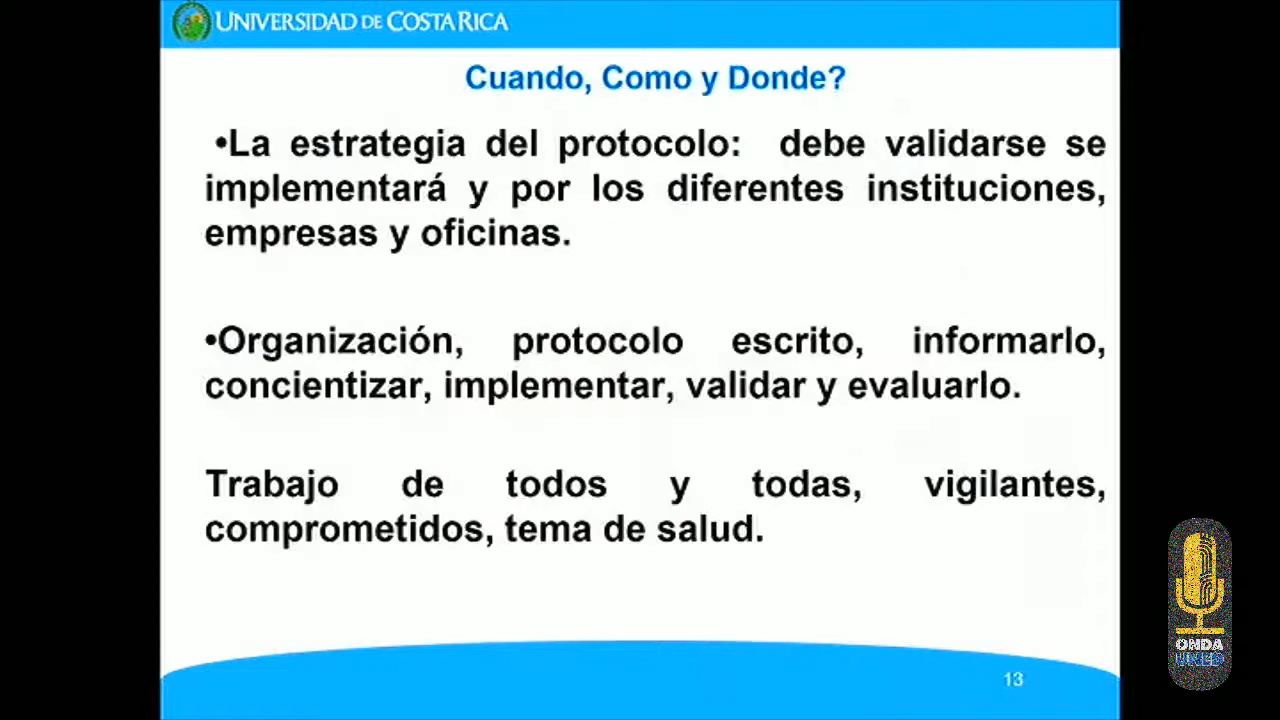 UNIVERSIDAD DE COSTA RICA
Cuando, Como y Donde?
•La estrategia del protocolo: debe validarse se
implementará y por los diferentes instituciones,
empresas y oficinas.
•Organización, protocolo escrito, informarlo,
concientizar, implementar, validar y evaluarlo.
Trabajo de todos y todas, vigilantes,
comprometidos, tema de salud.
13
ONDA
UNED